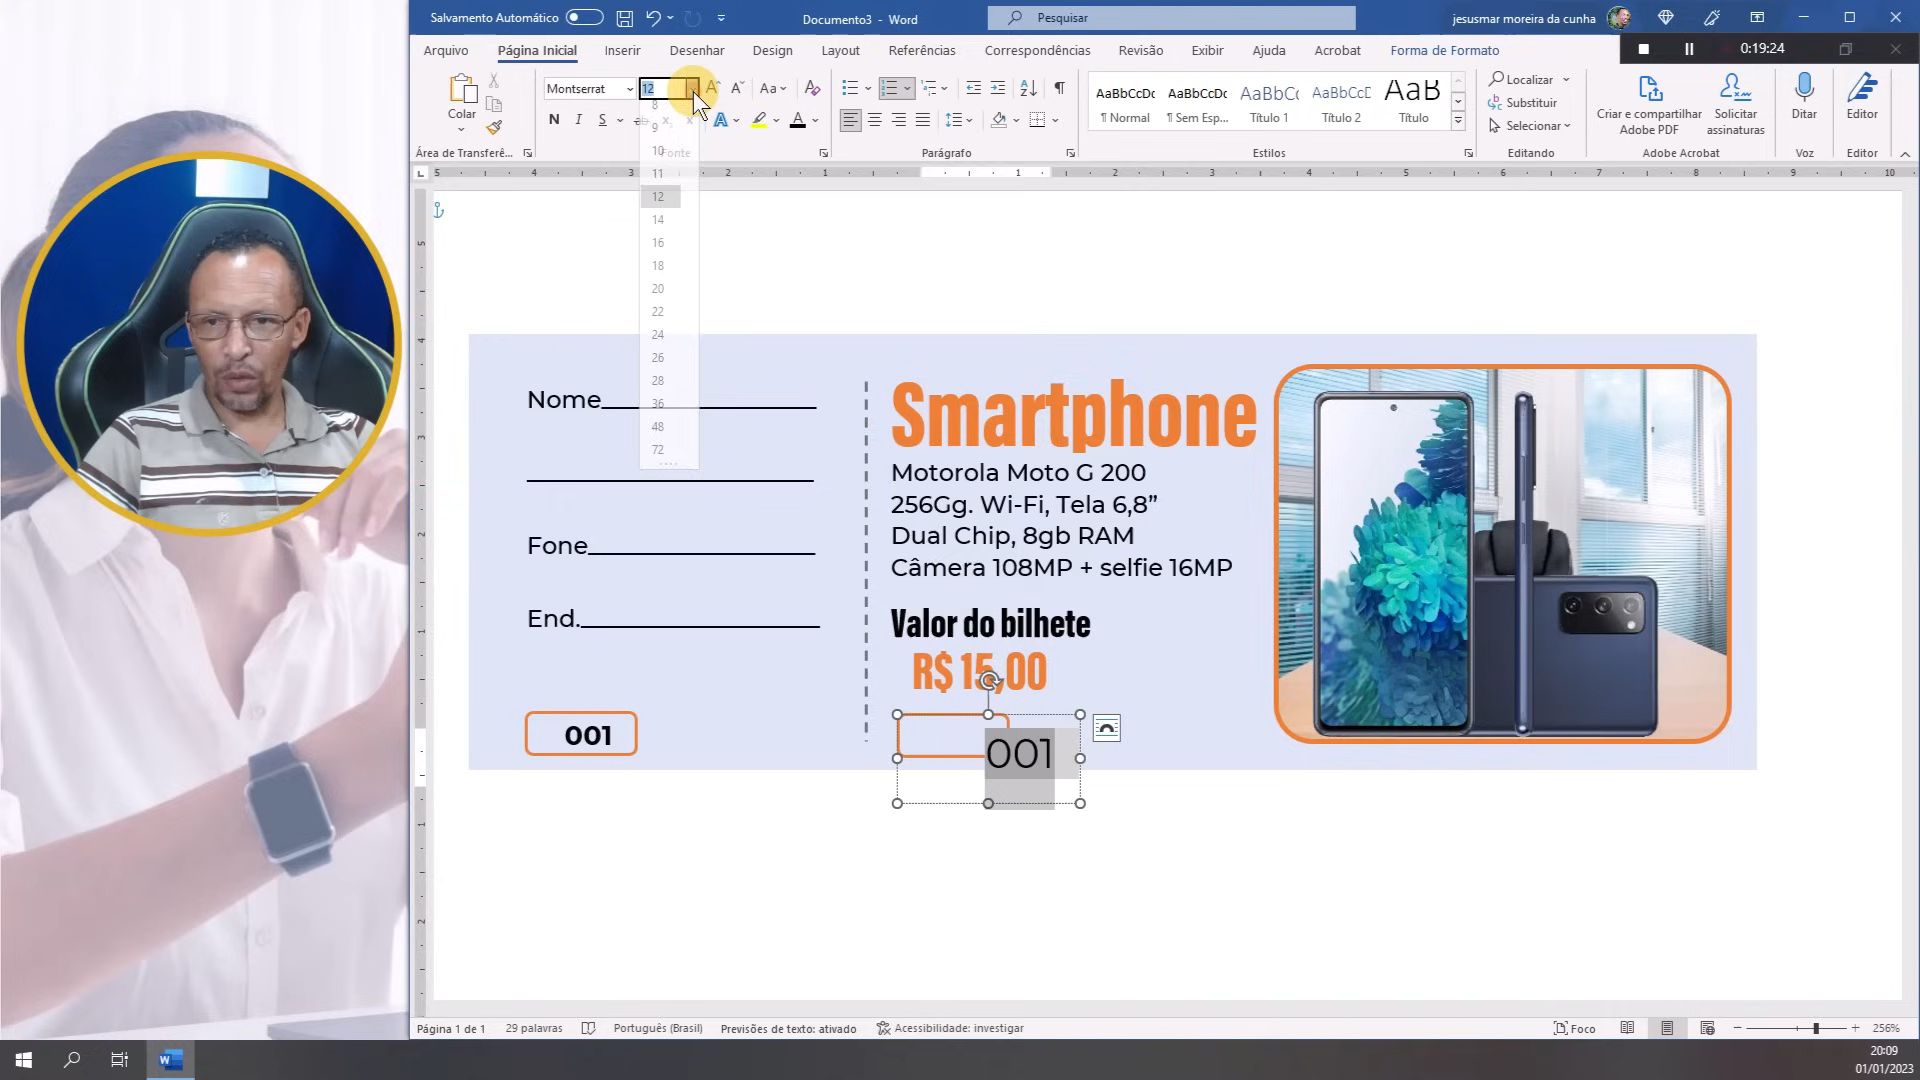 Salvamento Automático
Documento3 - Word
Pesquisar
jesusmar moreira da cunha
Arquivo
Página Inicial
Inserir
Desenhar
Design
Layout
Referências
Correspondências
Revisão
Exibir
Ajuda
Acrobat
Forma de Formato
0:19:24
Colar
Montserrat
12
Aa
N I S
Área de Transferê...
Fonte
Parágrafo
AaBbCcDc
¶ Normal
AaBbCcDc
¶ Sem Esp...
AaBbCc
Título 1
AaBbCcD
Título 2
AaB
Título
Estilos
Localizar
Substituir
Selecionar
Editando
Criar e compartilhar
Adobe PDF
Solicitar
assinaturas
Adobe Acrobat
Ditar
Voz
Editor
Editor
8
9
10
11
12
14
16
18
20
22
24
26
28
36
48
72
Nome
Fone
End.
001
Smartphone
Motorola Moto G 200
256Gg. Wi-Fi, Tela 6,8”
Dual Chip, 8gb RAM
Câmera 108MP + selfie 16MP
Valor do bilhete
R$ 15,00
001
Página 1 de 1
29 palavras
Português (Brasil)
Previsões de texto: ativado
Acessibilidade: investigar
Foco
256%
20:09
01/01/2023